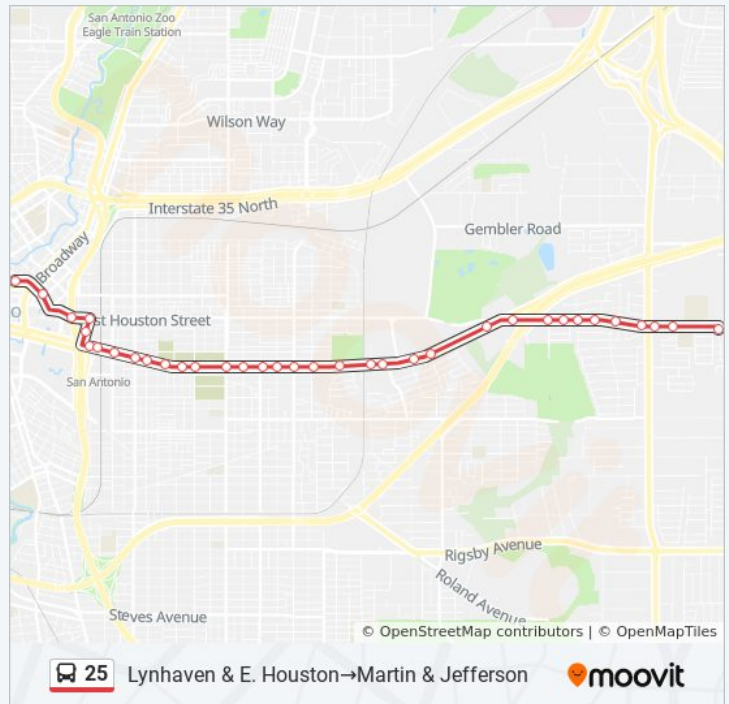 San Antonio Zoo
Eagle Train Station
Wilson Way
Interstate 35 North
Gembler Road
Broadway
st Houston Street
San Antonio
Rigsby Avenue
Roland Avenue
Steves Avenue
© OpenStreetMap contributors | © OpenMapTiles
25 Lynhaven & E. Houston→Martin & Jefferson
moovit